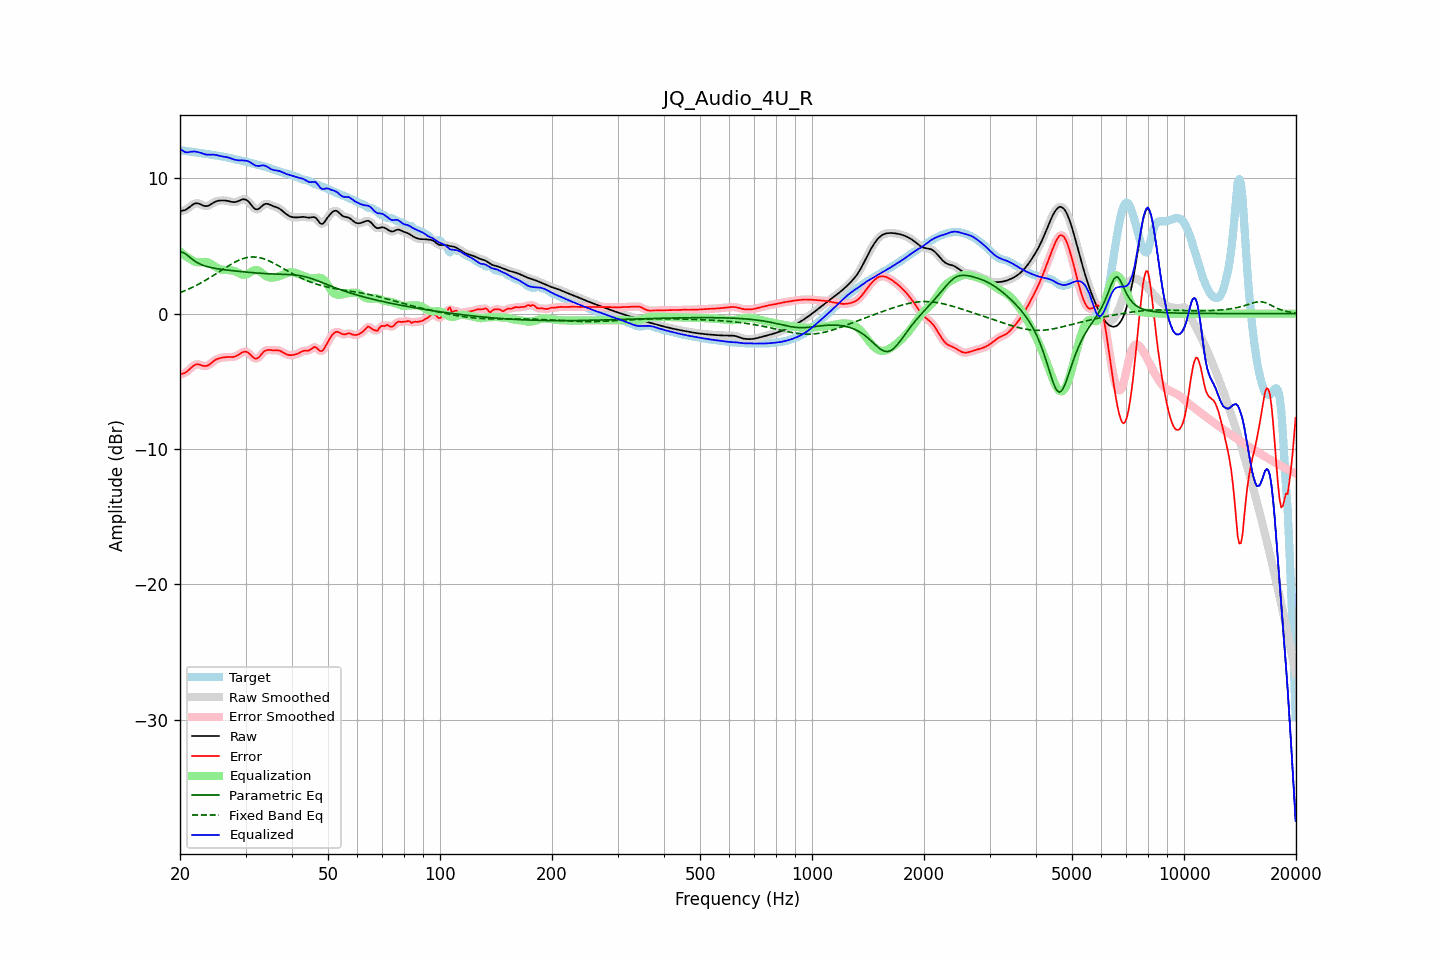 JQ_Audio_4U_R
10
0
−10
−20
−30
Amplitude (dBr)
Target
Raw Smoothed
Error Smoothed
Raw
Error
Equalization
Parametric Eq
Fixed Band Eq
Equalized
20 50 100 200 500 1000 2000 5000 10000 20000
Frequency (Hz)